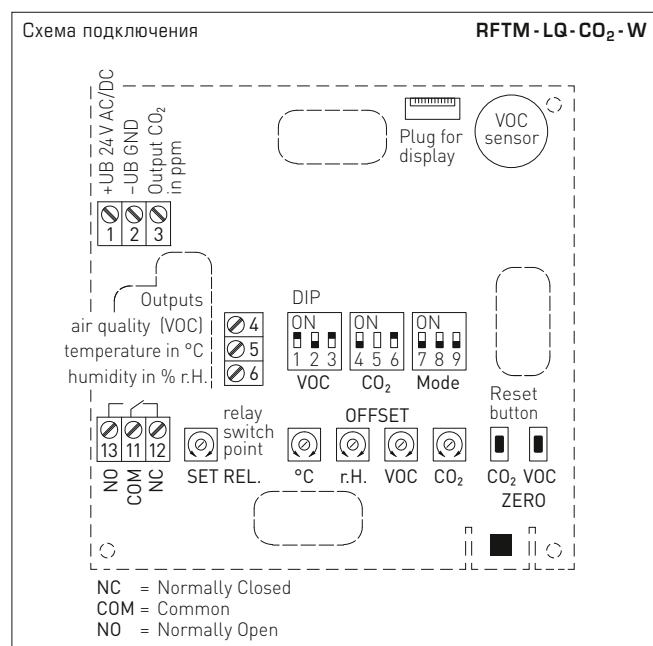 Схема подключения
RFTM-LQ-CO₂-W
+UB 24V AC/DC
–UB GND
Output CO₂
in ppm
1 2 3
Plug for
display
VOC
sensor
Outputs
air quality (VOC)
temperature in °C
humidity in % r.H.
4
5
6
DIP
ON ON ON
1 2 3 4 5 6 7 8 9
VOC CO₂ Mode
relay
switch
point
OFFSET
Reset
button
13 11 12
NO
COM
NC
SET REL. °C r.H. VOC CO₂ CO₂ VOC
ZERO
NC = Normally Closed
COM = Common
NO = Normally Open